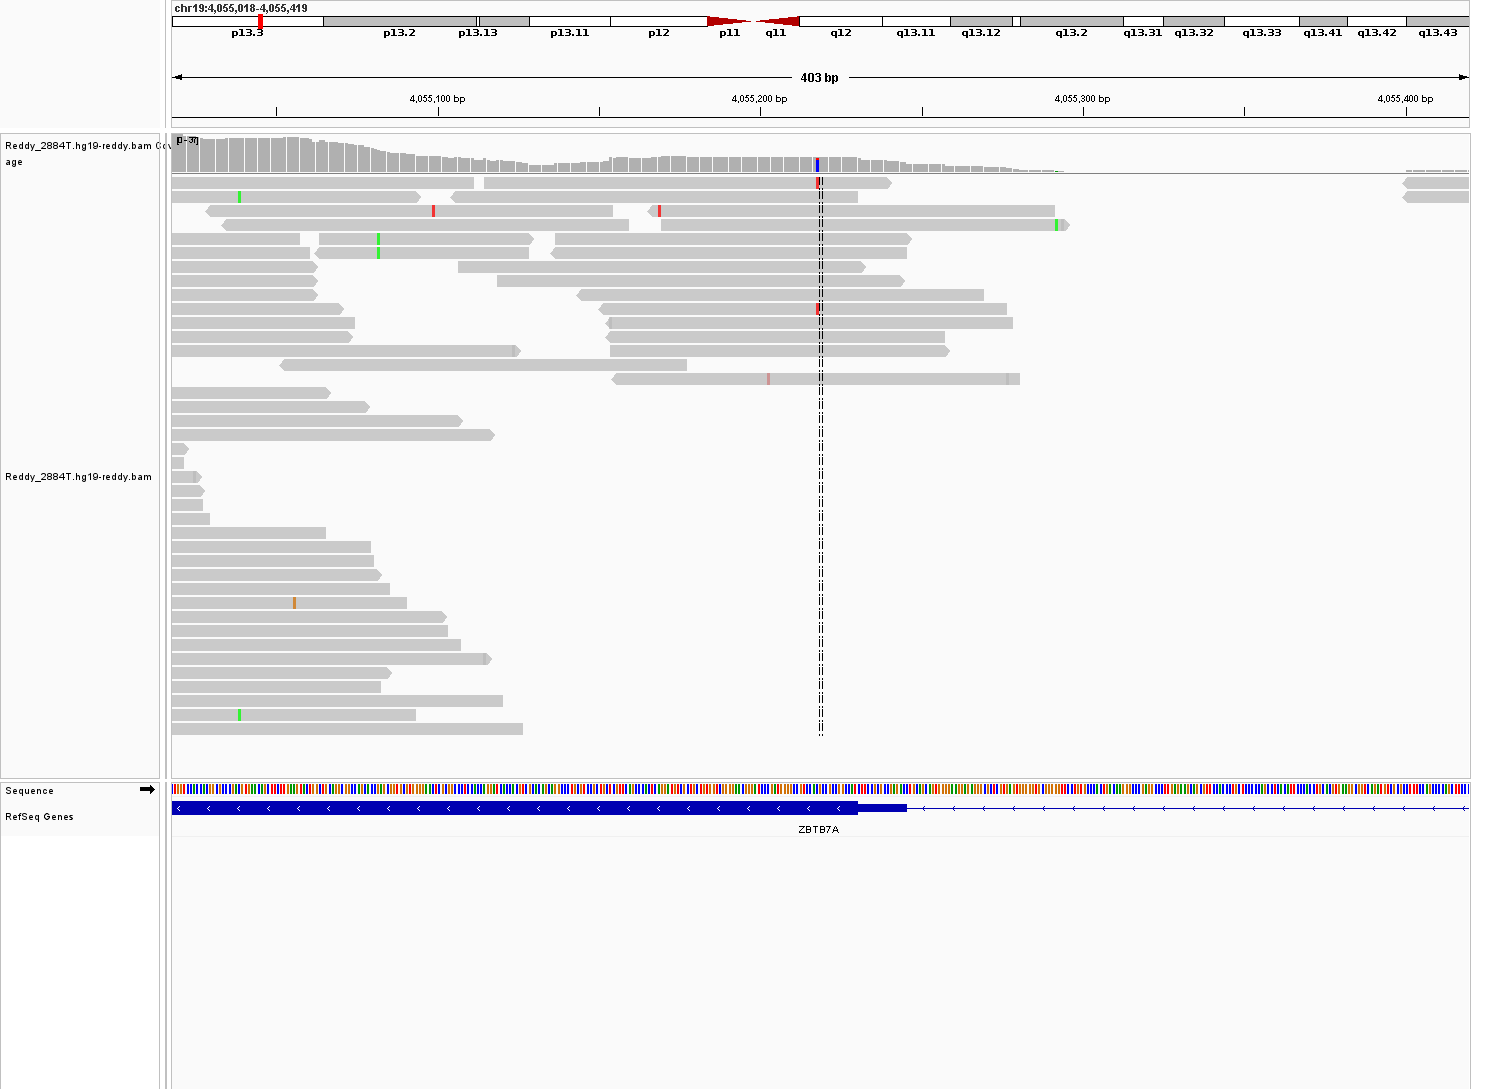 chr19:4,055,018-4,055,419
p13.3 p13.2 p13.13 p13.11 p12 p11 q11 q12 q13.11 q13.12 q13.2 q13.31 q13.32 q13.33 q13.41 q13.42 q13.43
403 bp
4,055,100 bp 4,055,200 bp 4,055,300 bp 4,055,400 bp
Reddy_2884T.hg19-reddy.bam Cov
age
[0 - 37]
Reddy_2884T.hg19-reddy.bam
Sequence
RefSeq Genes
ZBTB7A